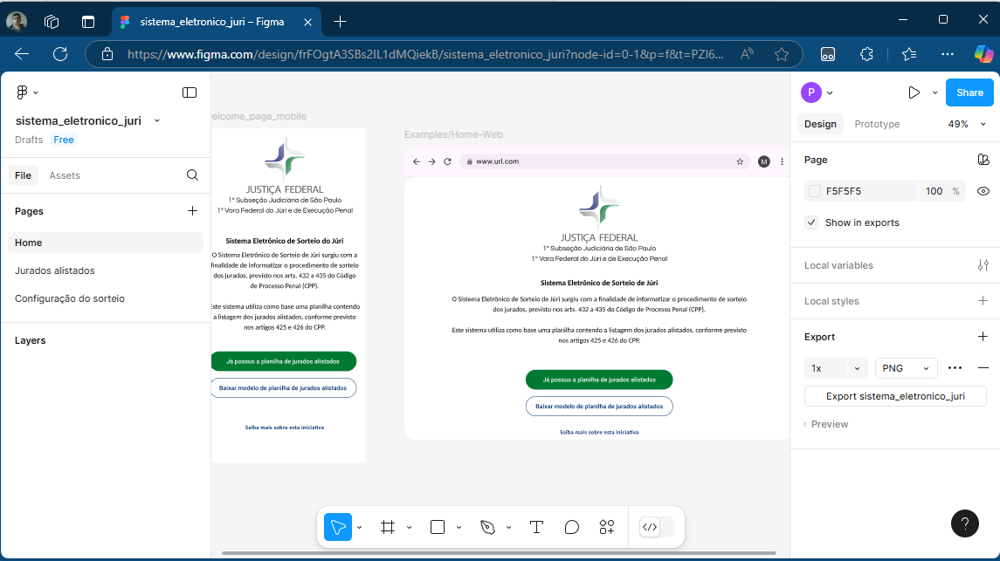 sistema_eletronico_juri – Figma
https://www.figma.com/design/frFOgtA3SBs2IL1dMQiekB/sistema_eletronico_juri?node-id=0-1&p=f&t=PZI6...
sistema_eletronico_juri
Drafts Free
File Assets
Pages
Home
Jurados alistados
Configuração do sorteio
Layers
elcome_page_mobile
JUSTIÇA FEDERAL
1ª Subseção Judiciária de São Paulo
1ª Vara Federal do Júri e de Execução Penal
Sistema Eletrônico de Sorteio do Júri
O Sistema Eletrônico de Sorteio de Júri surgiu com a
finalidade de informatizar o procedimento de sorteio
dos jurados, previsto nos arts. 432 a 435 do Código
de Processo Penal (CPP).
Este sistema utiliza como base uma planilha contendo
a listagem dos jurados alistados, conforme previsto
nos artigos 425 e 426 do CPP.
Já possuo a planilha de jurados alistados
Baixar modelo de planilha de jurados alistados
Saiba mais sobre esta iniciativa
Examples/Home-Web
www.url.com
M
JUSTIÇA FEDERAL
1ª Subseção Judiciária de São Paulo
1ª Vara Federal do Júri e de Execução Penal
Sistema Eletrônico de Sorteio de Júri
O Sistema Eletrônico de Sorteio de Júri surgiu com a finalidade de informatizar o procedimento de sorteio
dos jurados, previsto nos arts. 432 a 435 do Código de Processo Penal (CPP).
Este sistema utiliza como base uma planilha contendo a listagem dos jurados alistados, conforme previsto
nos artigos 425 e 426 do CPP.
Já possuo a planilha de jurados alistados
Baixar modelo de planilha de jurados alistados
Saiba mais sobre esta iniciativa
P
Share
Design Prototype 49%
Page
F5F5F5 100 %
Show in exports
Local variables
Local styles
Export
1x PNG
Export sistema_eletronico_juri
Preview
?